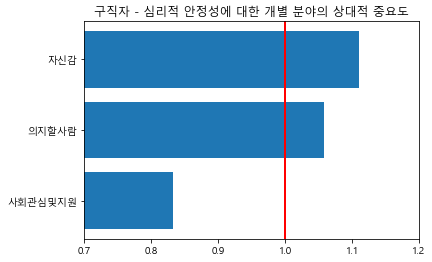 구직자 - 심리적 안정성에 대한 개별 분야의 상대적 중요도
자신감
의지할사람
사회관심및지원
0.7 0.8 0.9 1.0 1.1 1.2